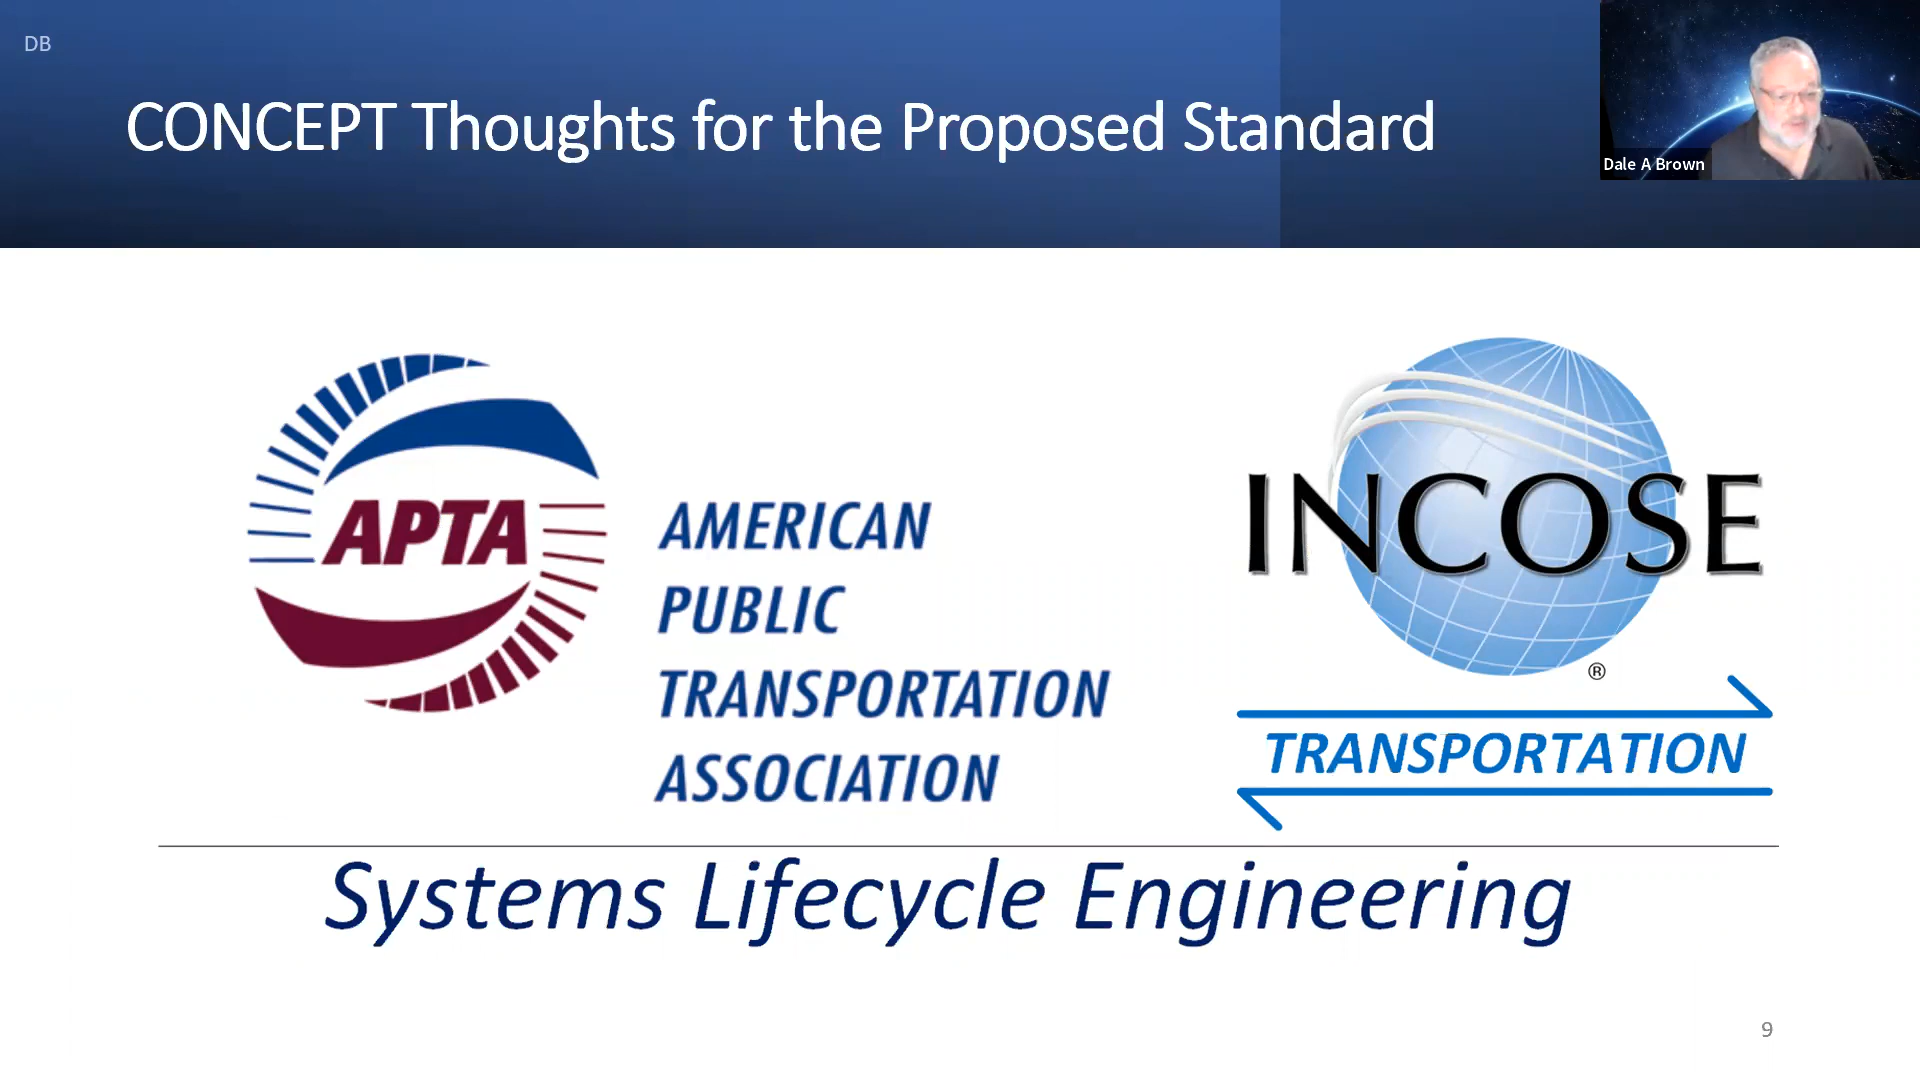 DB
CONCEPT Thoughts for the Proposed Standard
Dale A Brown
APTA
AMERICAN
PUBLIC
TRANSPORTATION
ASSOCIATION
INCOSE
®
TRANSPORTATION
Systems Lifecycle Engineering
9